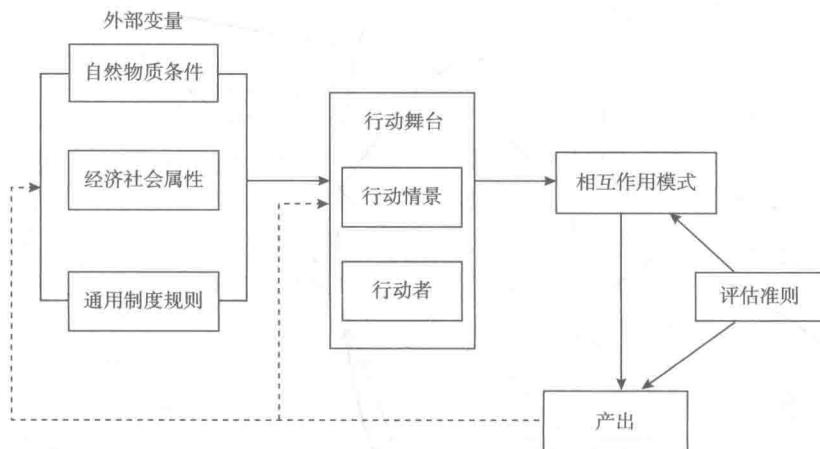 外部变量
自然物质条件
经济社会属性
通用制度规则
行动舞台
行动情景
行动者
相互作用模式
评估准则
产出